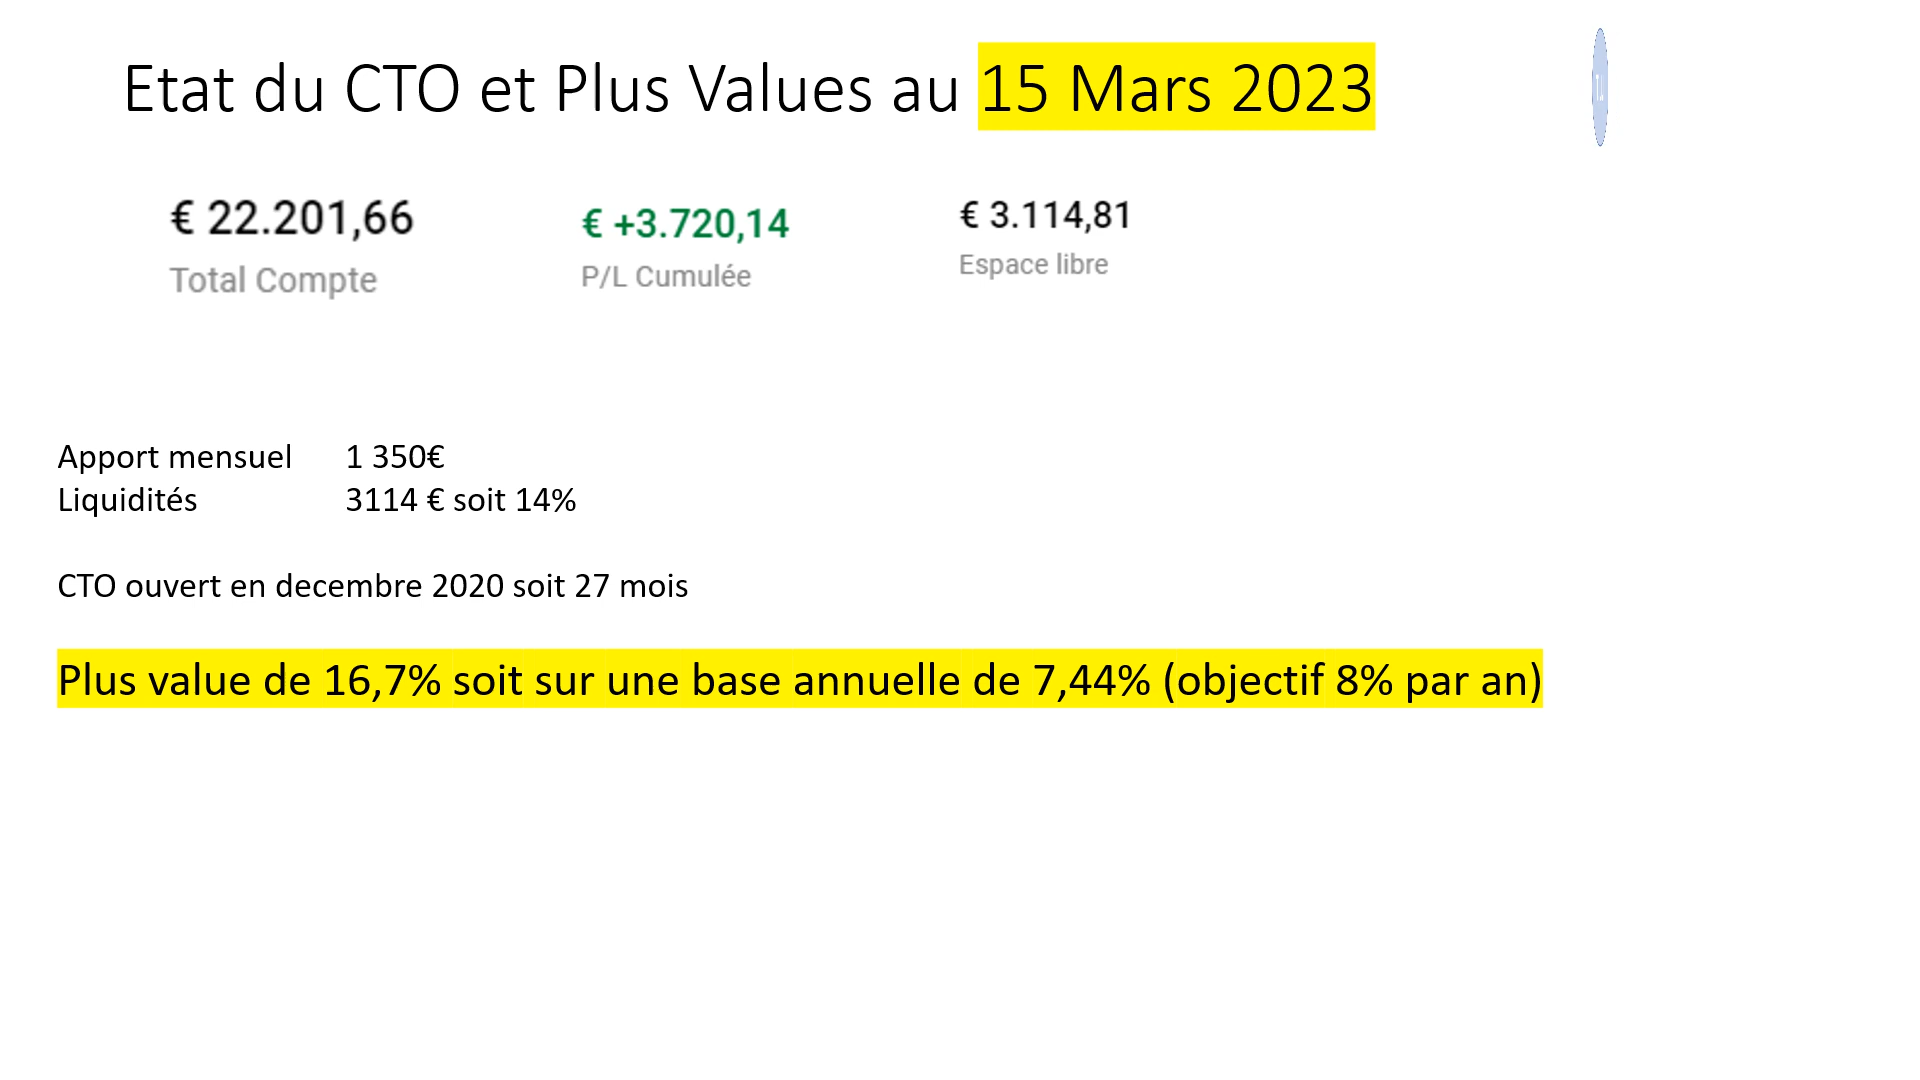 Etat du CTO et Plus Values au 15 Mars 2023
€ 22.201,66
Total Compte
€ +3.720,14
P/L Cumulée
€ 3.114,81
Espace libre
Apport mensuel 1 350€
Liquidités 3114 € soit 14%
CTO ouvert en decembre 2020 soit 27 mois
Plus value de 16,7% soit sur une base annuelle de 7,44% (objectif 8% par an)